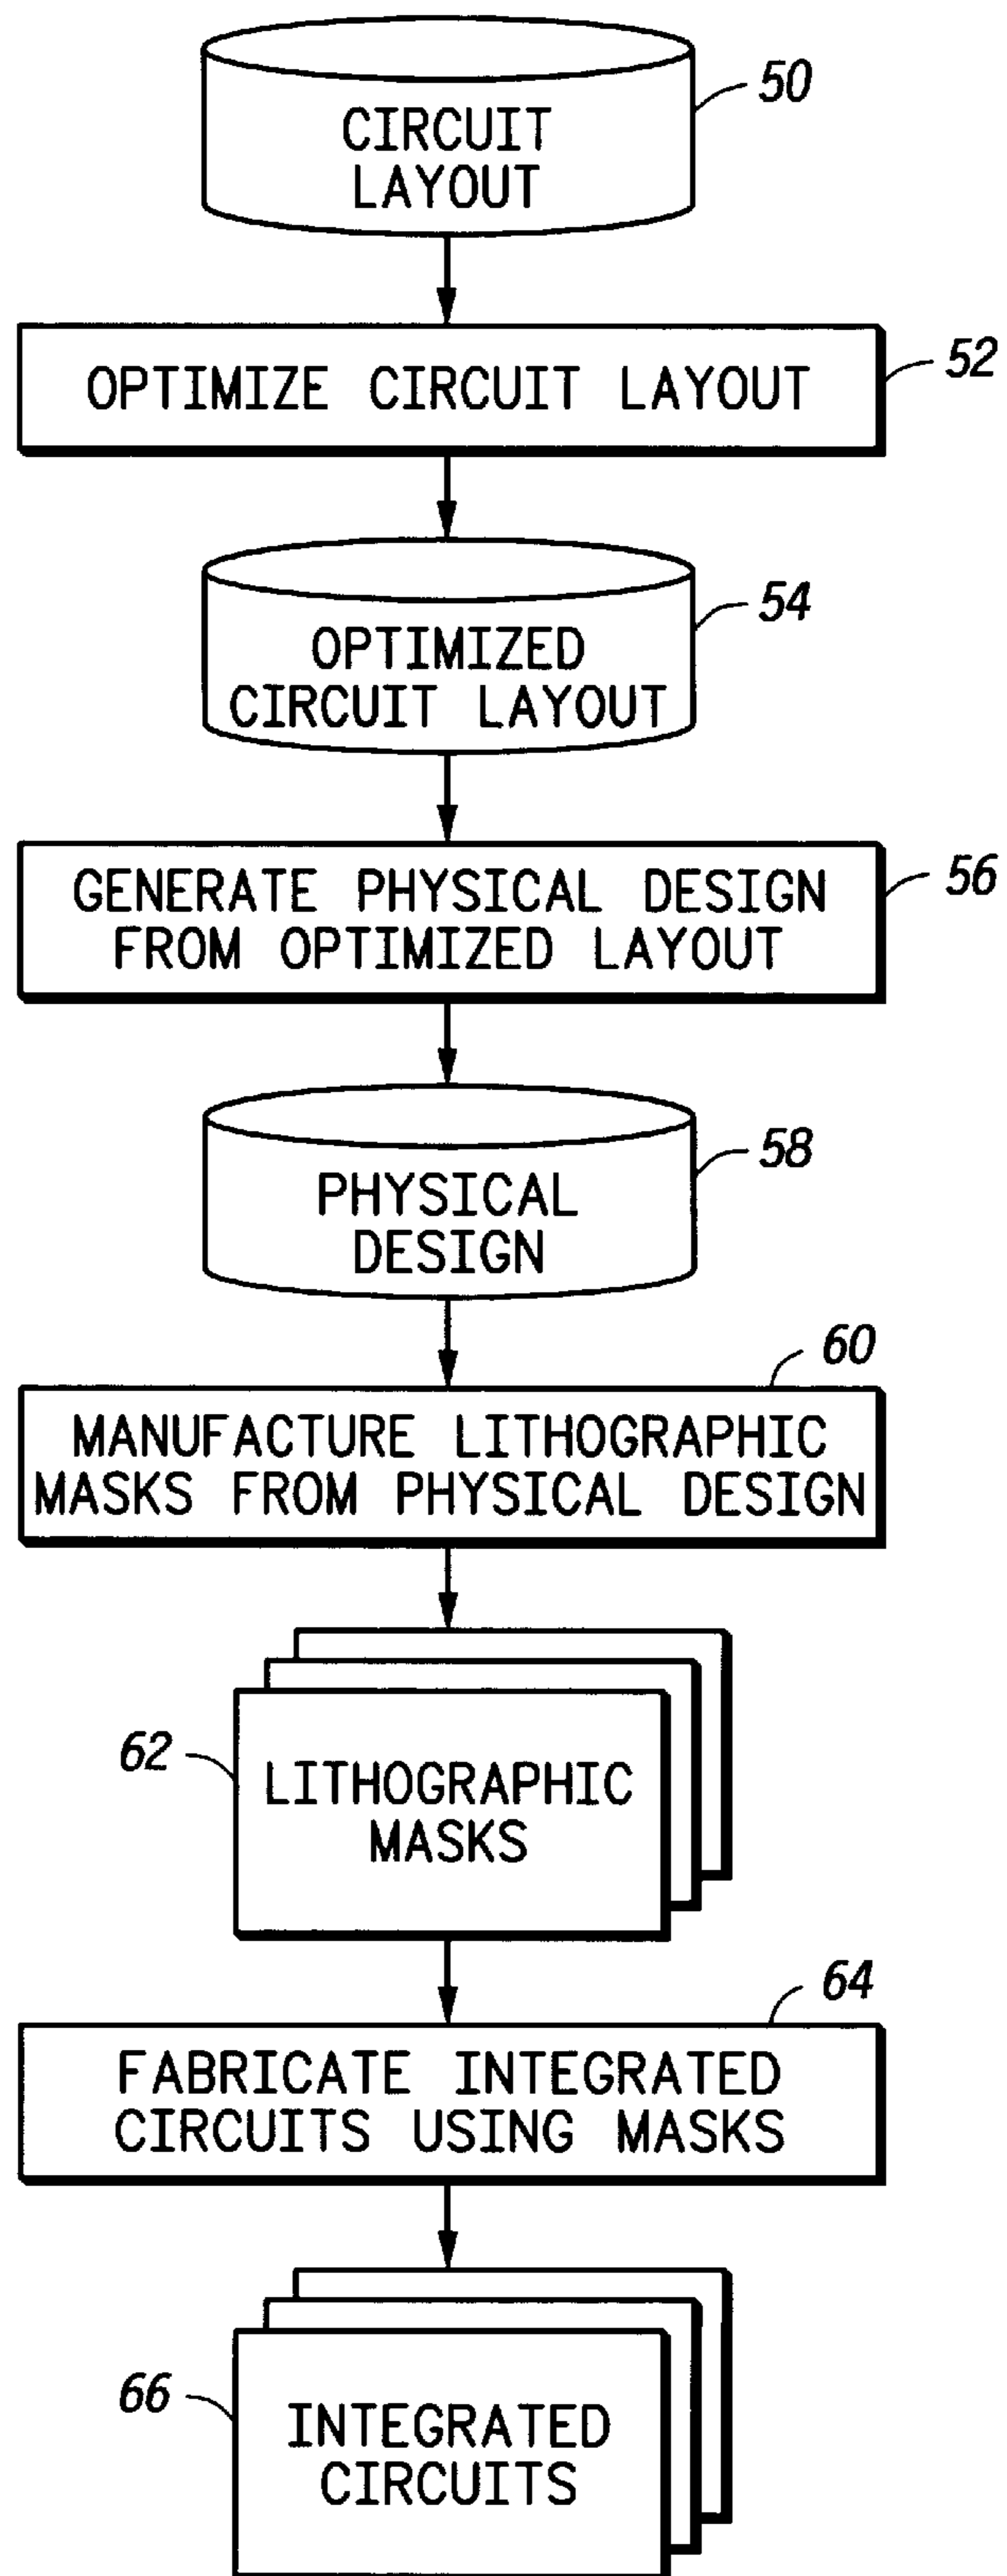 50
CIRCUIT
LAYOUT
52
OPTIMIZE CIRCUIT LAYOUT
54
OPTIMIZED
CIRCUIT LAYOUT
56
GENERATE PHYSICAL DESIGN
FROM OPTIMIZED LAYOUT
58
PHYSICAL
DESIGN
60
MANUFACTURE LITHOGRAPHIC
MASKS FROM PHYSICAL DESIGN
62
LITHOGRAPHIC
MASKS
64
FABRICATE INTEGRATED
CIRCUITS USING MASKS
66
INTEGRATED
CIRCUITS